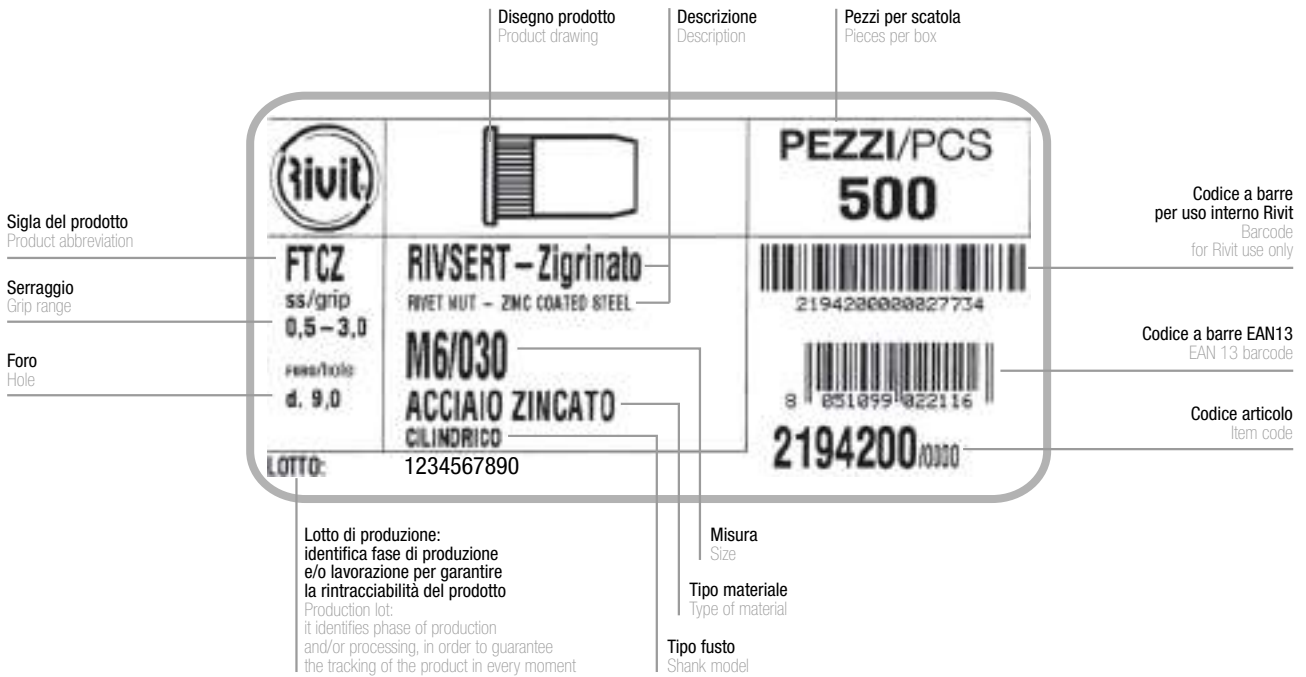 Disegno prodotto
Product drawing
Descrizione
Description
Pezzi per scatola
Pieces per box
Rivit
PEZZI/PCS
500
Sigla del prodotto
Product abbreviation
Serraggio
Grip range
Foro
Hole
FTCZ
ss/grip
0,5-3,0
FORO/hole
d. 9,0
RIVSERT-Zigrinato
RIVET NUT - ZINC COATED STEEL
M6/030
ACCIAIO ZINCATO
CILINDRICO
LOTTO:
1234567890
2194200000027734
8 051099 022116
2194200/0000
Codice a barre
per uso interno Rivit
Barcode
for Rivit use only
Codice a barre EAN13
EAN 13 barcode
Codice articolo
Item code
Lotto di produzione:
identifica fase di produzione
e/o lavorazione per garantire
la rintracciabilità del prodotto
Production lot:
it identifies phase of production
and/or processing, in order to guarantee
the tracking of the product in every moment
Misura
Size
Tipo materiale
Type of material
Tipo fusto
Shank model